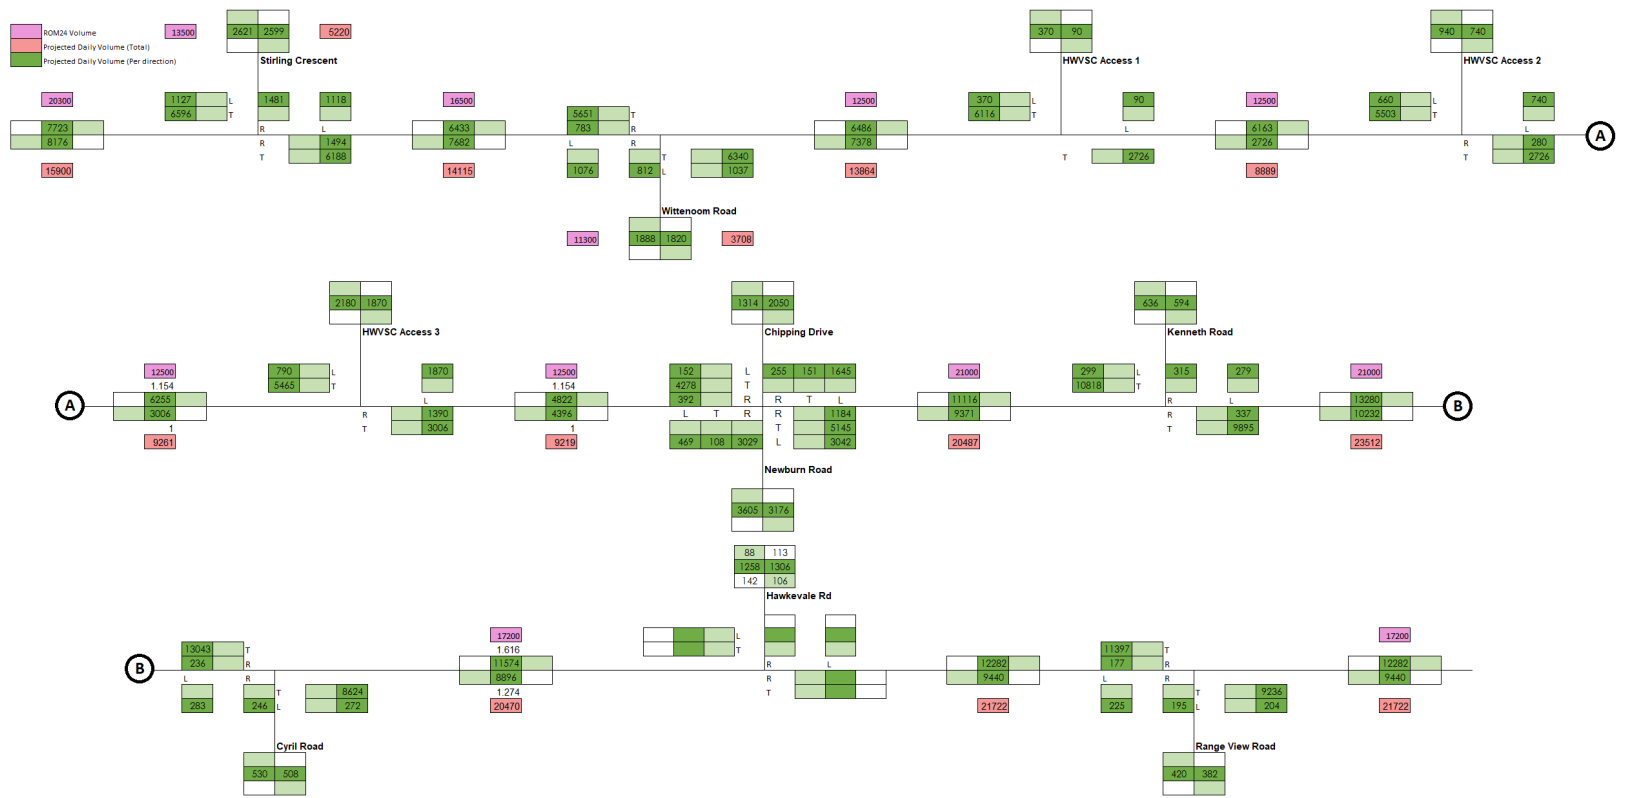 ROM24 Volume
Projected Daily Volume (Total)
Projected Daily Volume (Per direction)
13500 2621 2599 5220
370 90
940 740
Stirling Crescent
HWVSC Access 1
HWVSC Access 2
20300 1127 L 1481 1118 16500 12500 370 L 90 12500 660 L 740
6596 T 5651 T 6116 T 5503 T
7723 R L 6433 783 R 6486 L 6163 L
8176 R 1494 7682 L R 7378 2726 R 280 A
T 6188 T 6340 T 2726 T 2726
15900 14115 1076 812 L 1037 13864 8889
Wittenoom Road
11300 1888 1820 3708
2180 1870
1314 2050
636 594
HWVSC Access 3
Chipping Drive
Kenneth Road
12500 790 L 1870 12500 152 L 255 151 1645 21000 299 L 315 279 21000
1.154 5465 T 1.154 4278 T 10818 T
A 6255 L 4822 392 R R T L 11116 R L 13280 B
3006 R 1390 4396 L T R R 1184 9371 R 337 10232
1 T 3006 1 T 5145 T 9895
9261 9219 469 108 3029 L 3042 20487 23512
Newburn Road
3605 3176
88 113
1258 1306
142 106
Hawkevale Rd
17200 L 17200
13043 T 1.616 T 11397 T
B 236 R 11574 R L 12282 177 R 12282
L R 8896 R 9440 L R 9440
T 8624 1.274 T T 9236
283 246 L 272 20470 21722 225 195 L 204 21722
Cyril Road
Range View Road
530 508
420 382